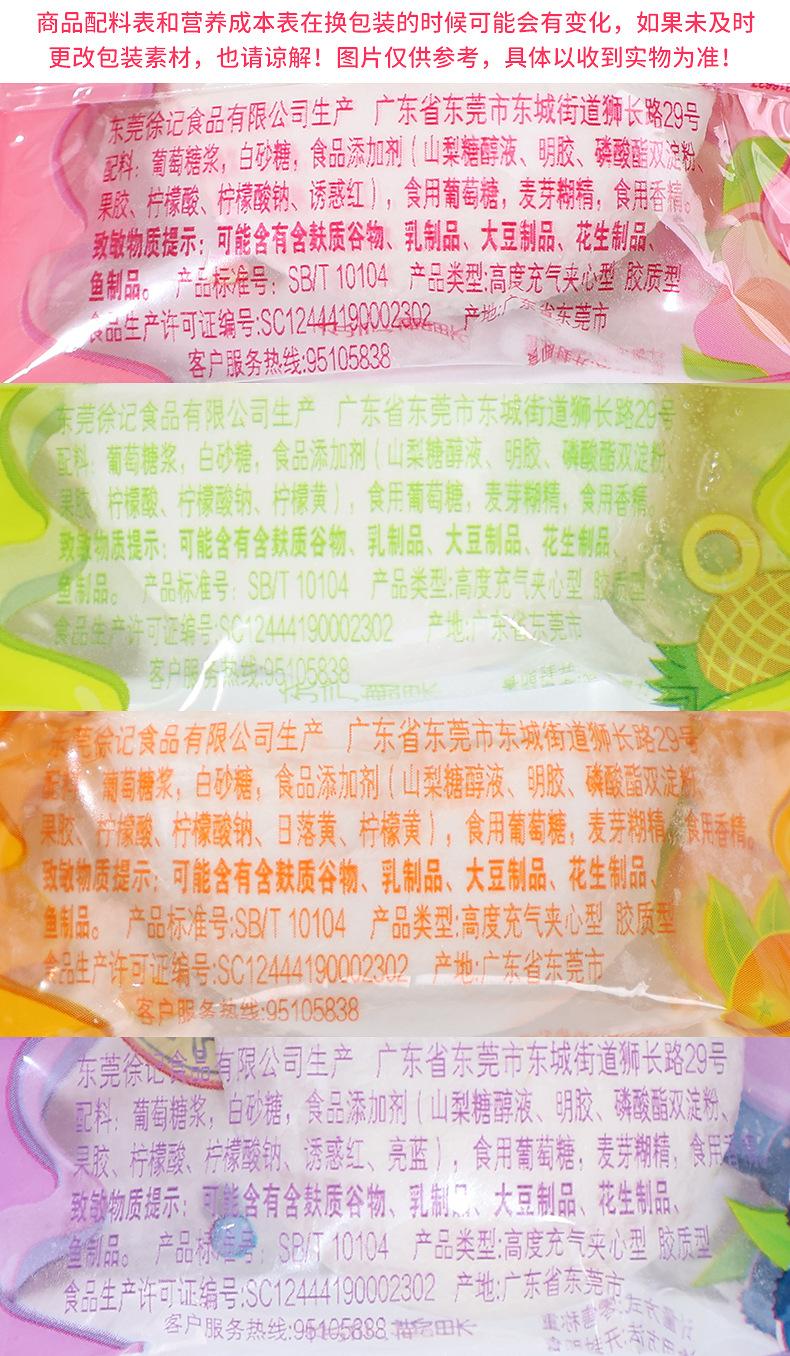 商品配料表和营养成本表在换包装的时候可能会有变化，如果未及时
更改包装素材，也请谅解！图片仅供参考，具体以收到实物为准！
东莞徐记食品有限公司生产 广东省东莞市东城街道狮长路29号
配料：葡萄糖浆，白砂糖，食品添加剂（山梨糖醇液、明胶、磷酸酯双淀粉、
果胶、柠檬酸、柠檬酸钠、诱惑红），食用葡萄糖，麦芽糊精，食用香精。
致敏物质提示：可能含有含麸质谷物、乳制品、大豆制品、花生制品、
鱼制品。 产品标准号：SB/T 10104 产品类型:高度充气夹心型 胶质型
食品生产许可证编号:SC12444190002302 产地:广东省东莞市
客户服务热线:95105838
东莞徐记食品有限公司生产 广东省东莞市东城街道狮长路29号
配料：葡萄糖浆，白砂糖，食品添加剂（山梨糖醇液、明胶、磷酸酯双淀粉、
果胶、柠檬酸、柠檬酸钠、柠檬黄），食用葡萄糖，麦芽糊精，食用香精。
致敏物质提示：可能含有含麸质谷物、乳制品、大豆制品、花生制品、
鱼制品。 产品标准号：SB/T 10104 产品类型:高度充气夹心型 胶质型
食品生产许可证编号:SC12444190002302 产地:广东省东莞市
客户服务热线:95105838
东莞徐记食品有限公司生产 广东省东莞市东城街道狮长路29号
配料：葡萄糖浆，白砂糖，食品添加剂（山梨糖醇液、明胶、磷酸酯双淀粉、
果胶、柠檬酸、柠檬酸钠、日落黄、柠檬黄），食用葡萄糖，麦芽糊精，食用香精。
致敏物质提示：可能含有含麸质谷物、乳制品、大豆制品、花生制品、
鱼制品。 产品标准号:SB/T 10104 产品类型:高度充气夹心型 胶质型
食品生产许可证编号:SC12444190002302 产地:广东省东莞市
客户服务热线:95105838
东莞徐记食品有限公司生产 广东省东莞市东城街道狮长路29号
配料：葡萄糖浆，白砂糖，食品添加剂（山梨糖醇液、明胶、磷酸酯双淀粉、
果胶、柠檬酸、柠檬酸钠、诱惑红、亮蓝），食用葡萄糖，麦芽糊精，食用
致敏物质提示：可能含有含麸质谷物、乳制品、大豆制品、花生制品、
鱼制品。 产品标准号：SB/T 10104 产品类型:高度充气夹心型 胶质型
食品生产许可证编号:SC12444190002302 产地:广东省东莞市
客户服务热线:95105838